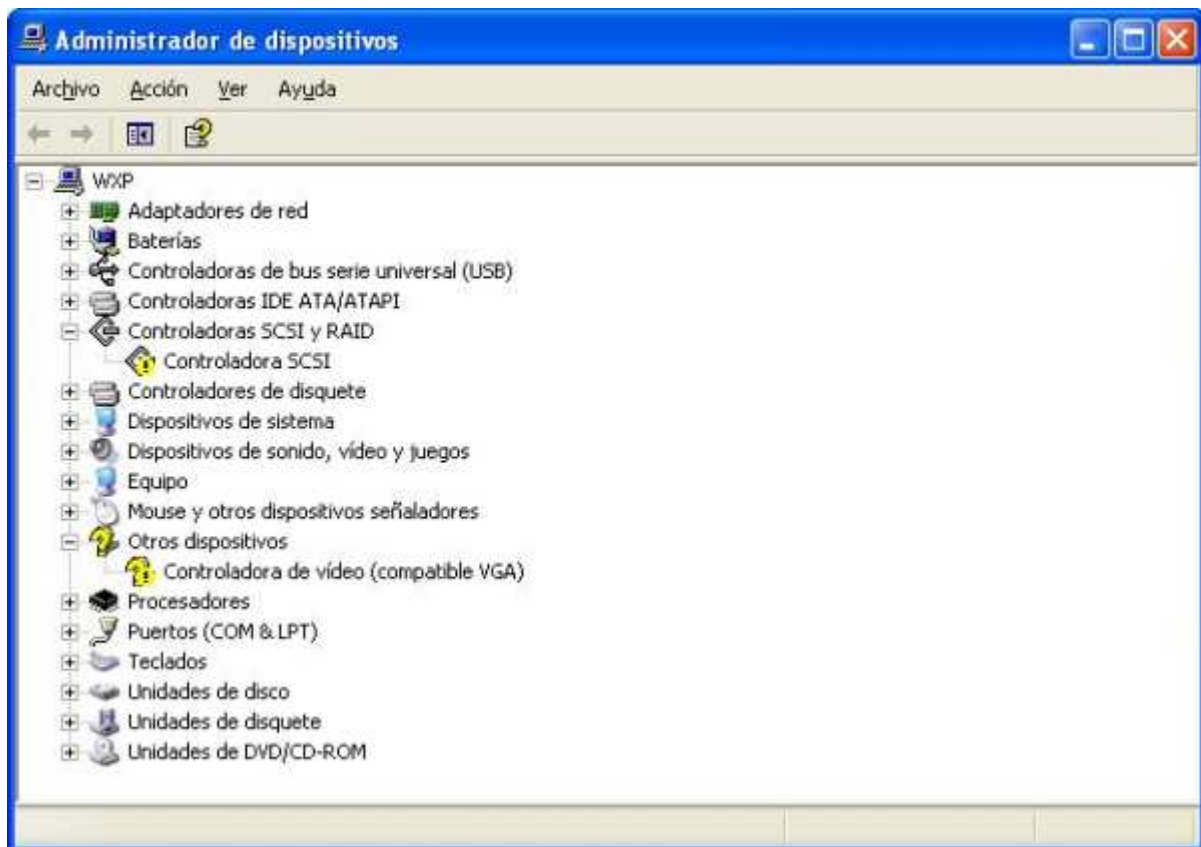 Administrador de dispositivos
Archivo Acción Ver Ayuda
WXP
Adaptadores de red
Baterías
Controladoras de bus serie universal (USB)
Controladoras IDE ATA/ATAPI
Controladoras SCSI y RAID
Controladora SCSI
Controladores de disquete
Dispositivos de sistema
Dispositivos de sonido, vídeo y juegos
Equipo
Mouse y otros dispositivos señaladores
Otros dispositivos
Controladora de vídeo (compatible VGA)
Procesadores
Puertos (COM & LPT)
Teclados
Unidades de disco
Unidades de disquete
Unidades de DVD/CD-ROM